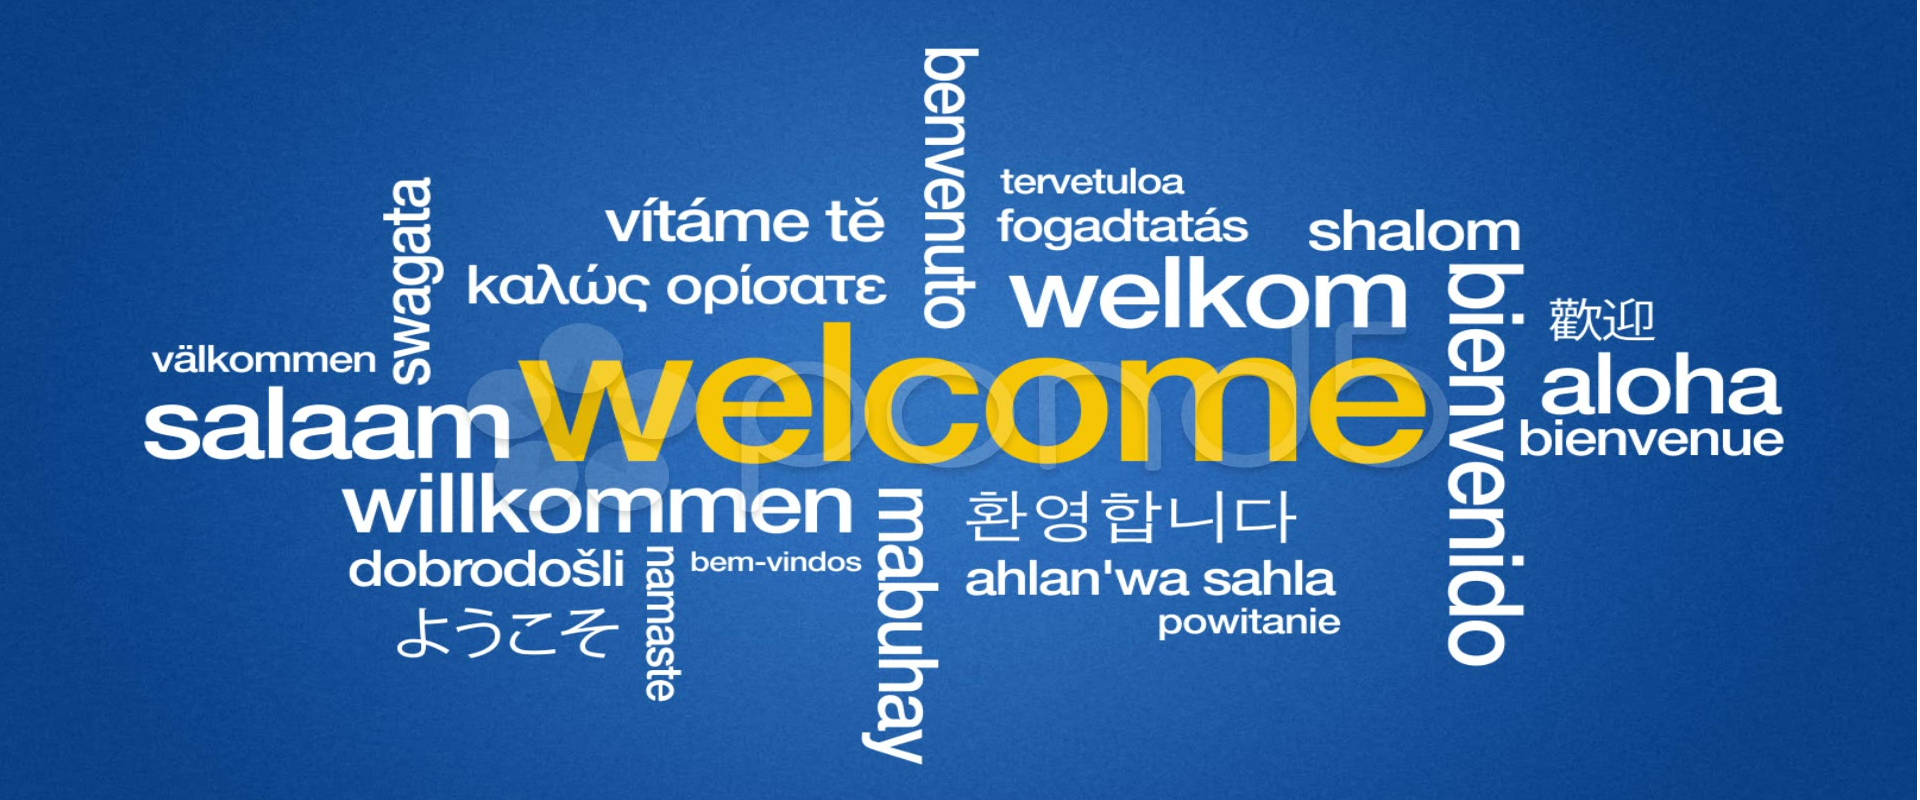 benvenuto
tervetuloa
swagata
vítáme tĕ
fogadtatás
shalom
καλώς ορίσατε
welkom
bienvenido
歡迎
välkommen
welcome
aloha
salaam
bienvenue
willkommen
mabuhay
환영합니다
dobrodošli
namaste
bem-vindos
ahlan'wa sahla
ようこそ
powitanie
pond5